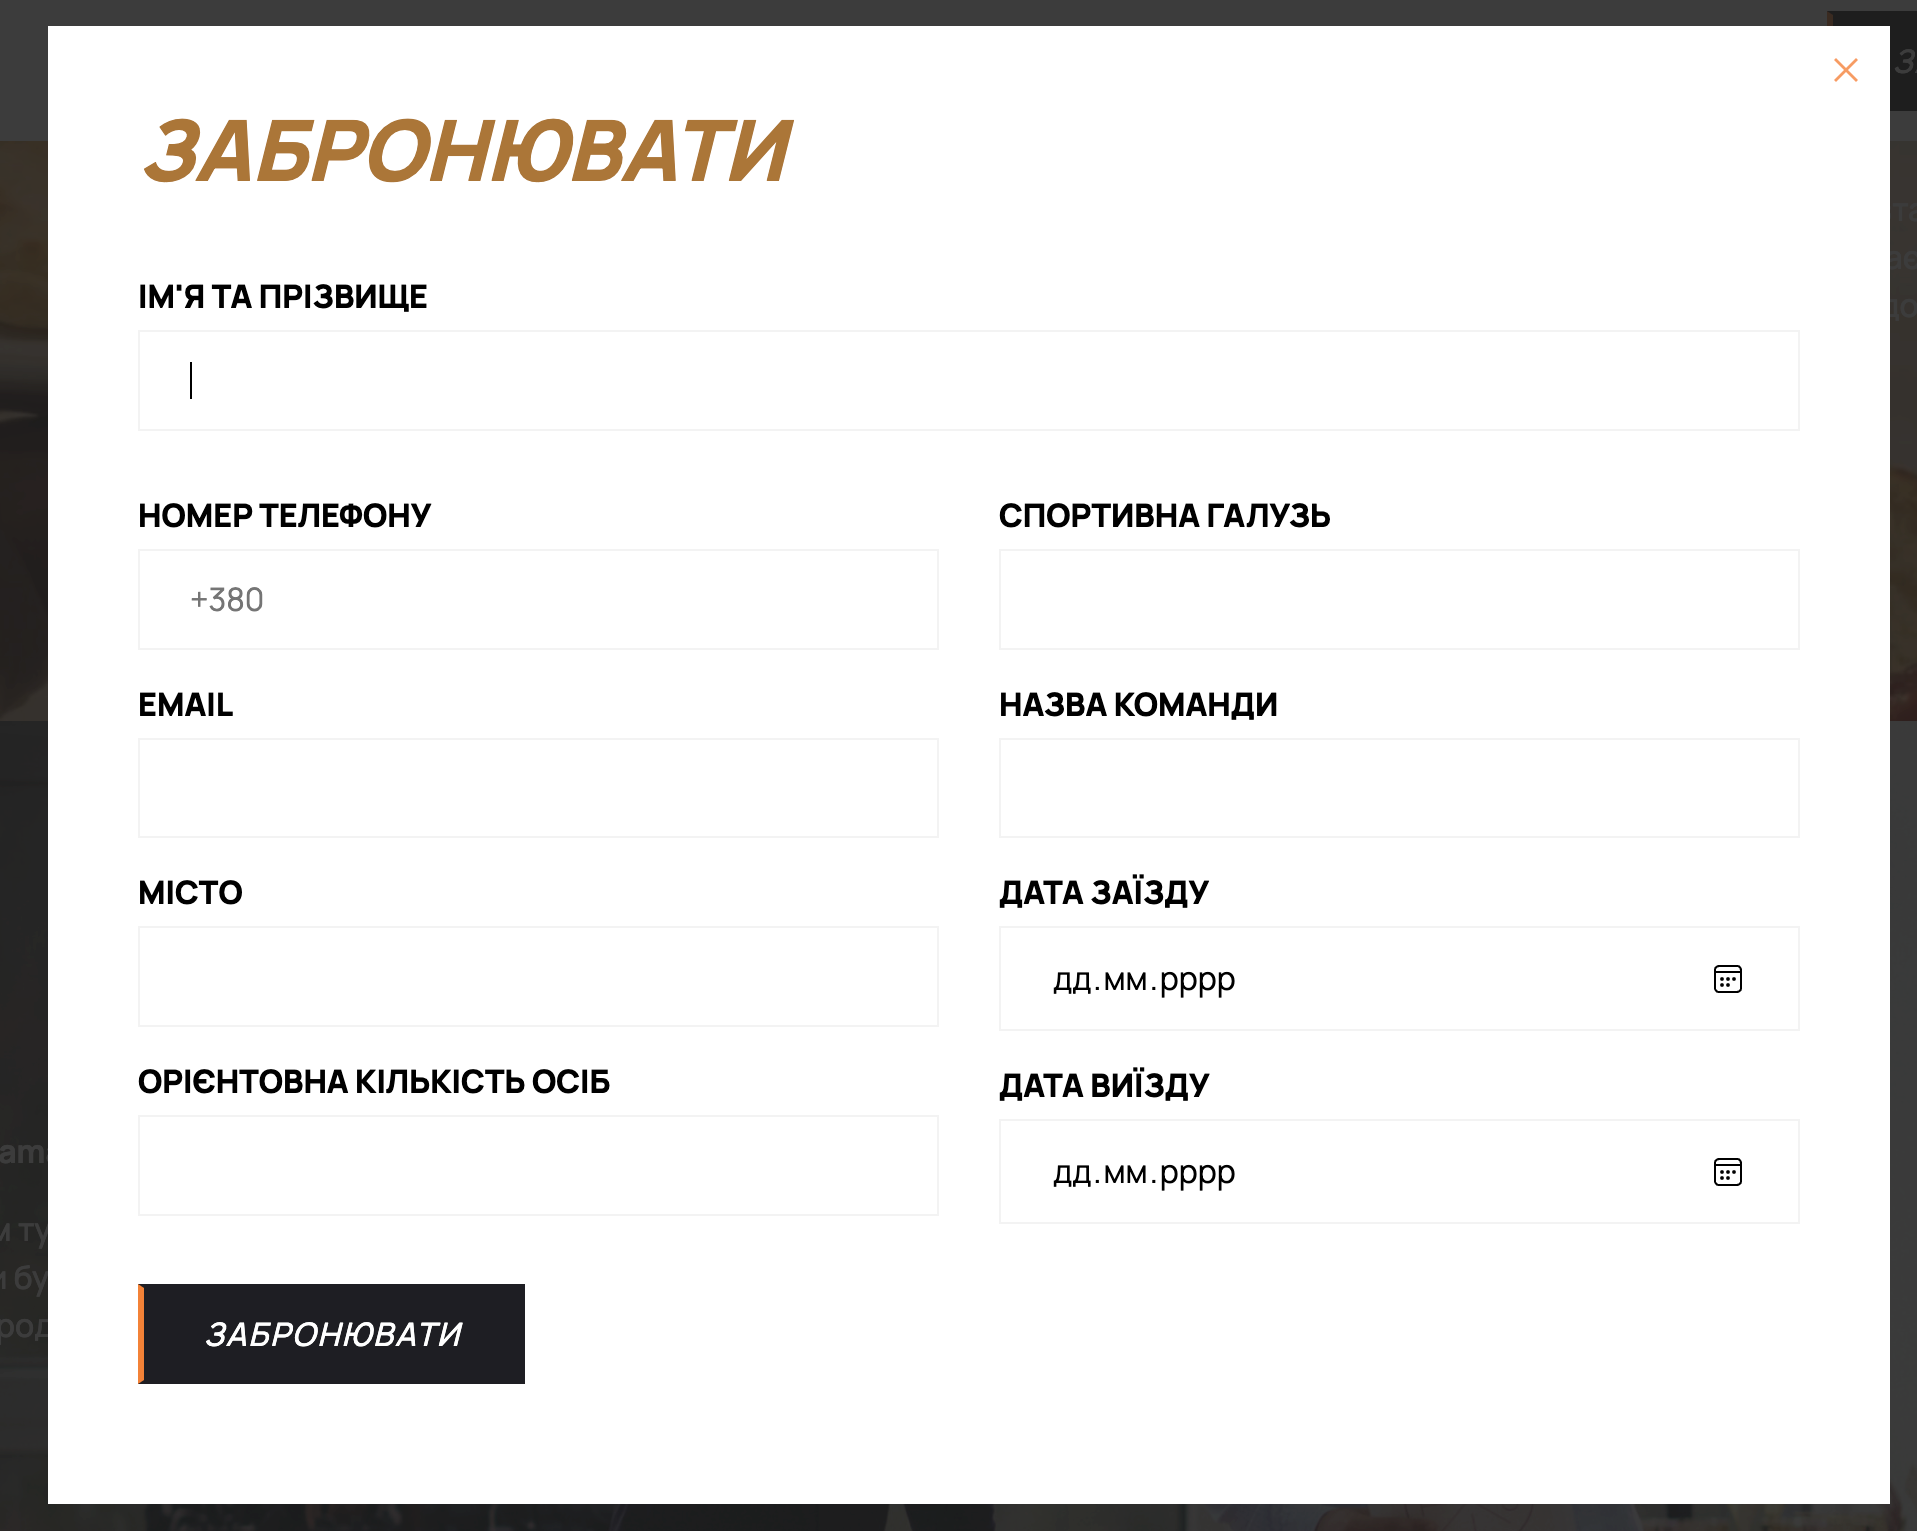 ЗАБРОНЮВАТИ
ІМ'Я ТА ПРІЗВИЩЕ
НОМЕР ТЕЛЕФОНУ
+380
СПОРТИВНА ГАЛУЗЬ
EMAIL
НАЗВА КОМАНДИ
МІСТО
ДАТА ЗАЇЗДУ
дд.мм.рррр
ОРІЄНТОВНА КІЛЬКІСТЬ ОСІБ
ДАТА ВИЇЗДУ
дд.мм.рррр
ЗАБРОНЮВАТИ